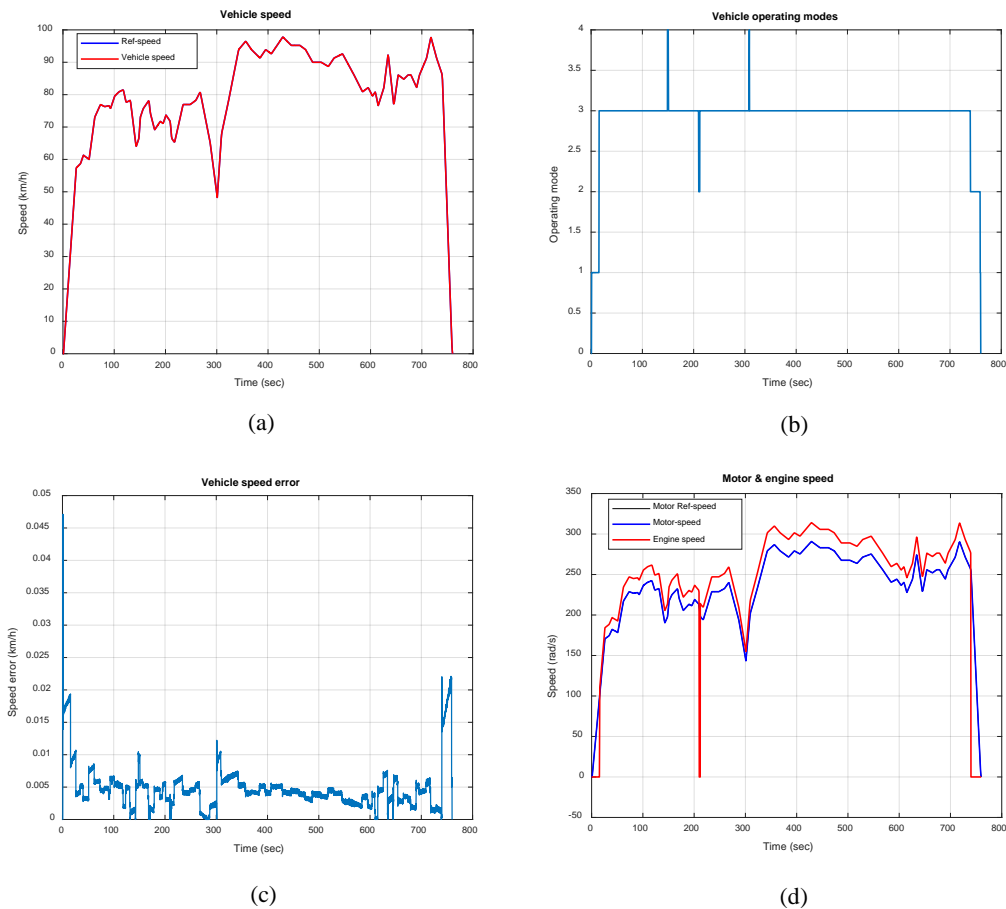 Vehicle speed
100
90
80
70
60
50
40
30
20
10
0
Speed (km/h)
Ref-speed
Vehicle speed
0 100 200 300 400 500 600 700 800
Time (sec)
(a)
Vehicle operating modes
4
3.5
3
2.5
2
1.5
1
0.5
0
Operating mode
0 100 200 300 400 500 600 700 800
Time (sec)
(b)
Vehicle speed error
0.05
0.045
0.04
0.035
0.03
0.025
0.02
0.015
0.01
0.005
0
Speed error (km/h)
0 100 200 300 400 500 600 700 800
Time (sec)
(c)
Motor & engine speed
350
300
250
200
150
100
50
0
-50
Speed (rad/s)
Motor Ref-speed
Motor-speed
Engine speed
0 100 200 300 400 500 600 700 800
Time (sec)
(d)